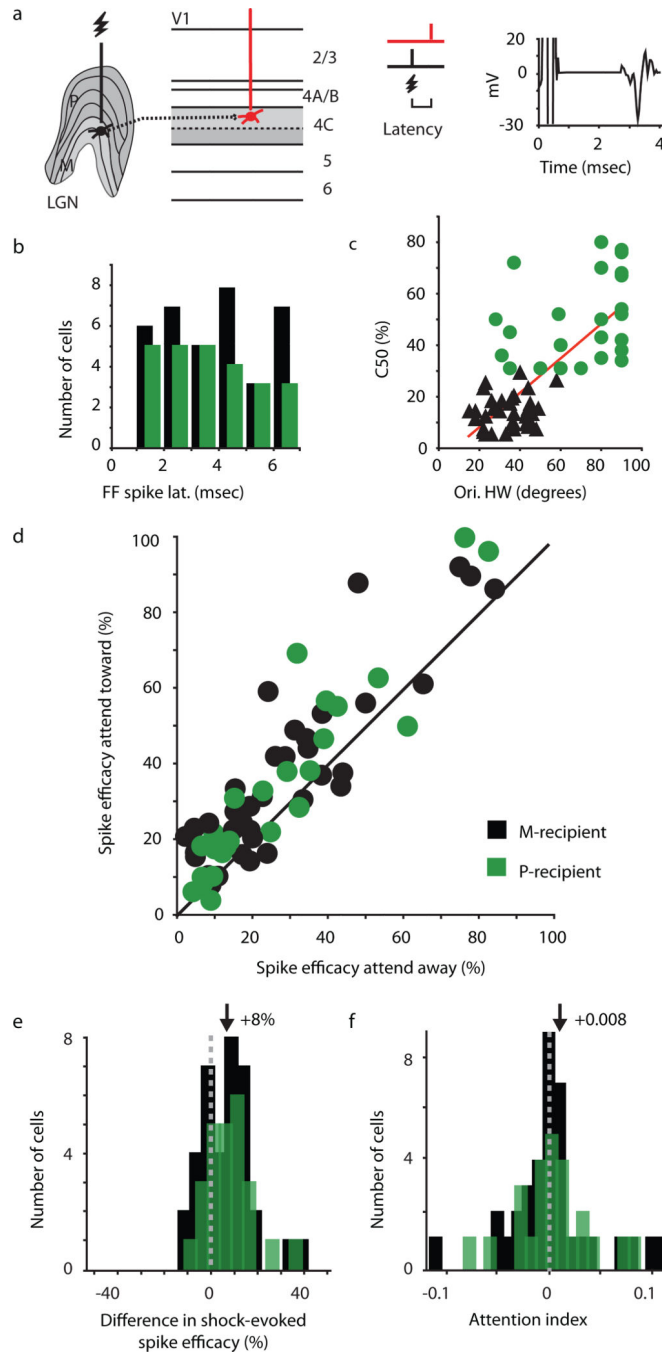 a
V1
2/3
4A/B
4C
5
6
P
M
LGN
Latency
mV
20
0
-30
0 2 4
Time (msec)
b
Number of cells
8
6
4
2
0
0 2 4 6
FF spike lat. (msec)
c
C50 (%)
80
60
40
20
0
0 20 40 60 80 100
Ori. HW (degrees)
d
Spike efficacy attend toward (%)
100
80
60
40
20
0
0 20 40 60 80 100
Spike efficacy attend away (%)
M-recipient
P-recipient
e
+8%
Number of cells
8
4
0
-40 0 40
Difference in shock-evoked
spike efficacy (%)
f
+0.008
Number of cells
8
4
0
-0.1 0 0.1
Attention index